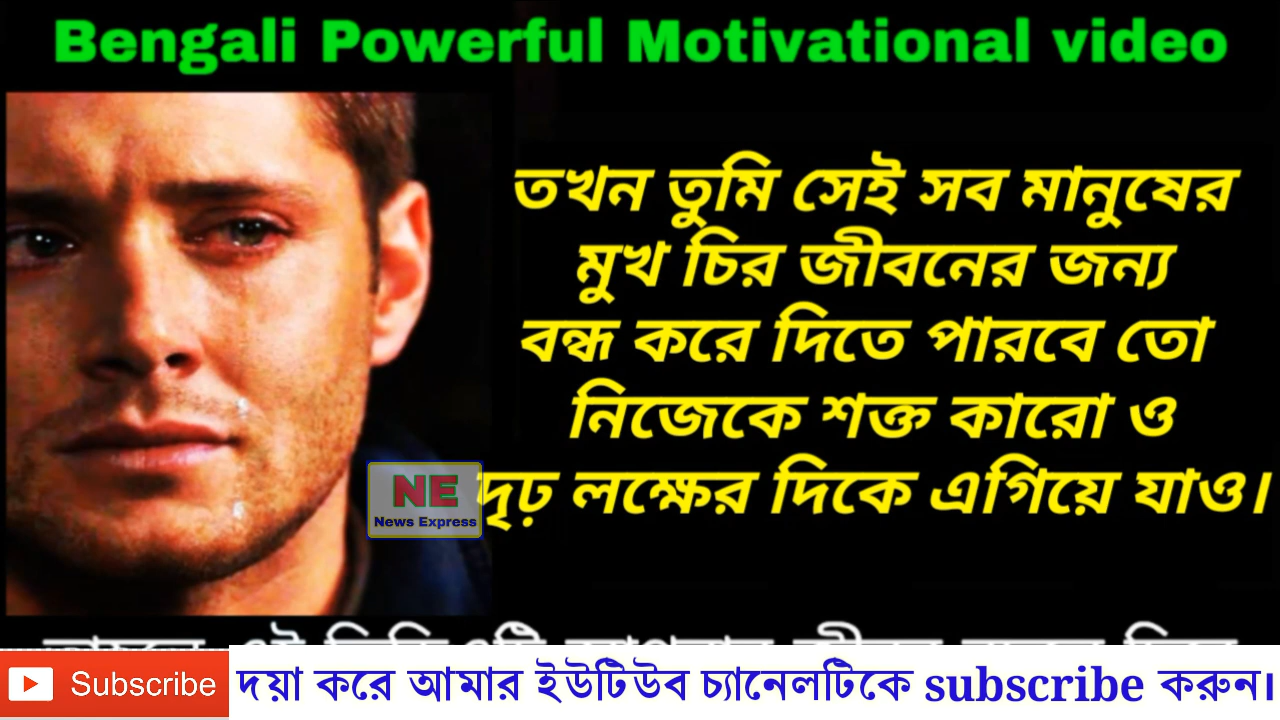 Bengali Powerful Motivational video
তখন তুমি সেই সব মানুষের
মুখ চির জীবনের জন্য
বন্ধ করে দিতে পারবে তো
নিজেকে শক্ত কারো ও
দৃঢ় লক্ষের দিকে এগিয়ে যাও।
NE
News Express
Subscribe
দয়া করে আমার ইউটিউব চ্যানেলটিকে subscribe করুন।